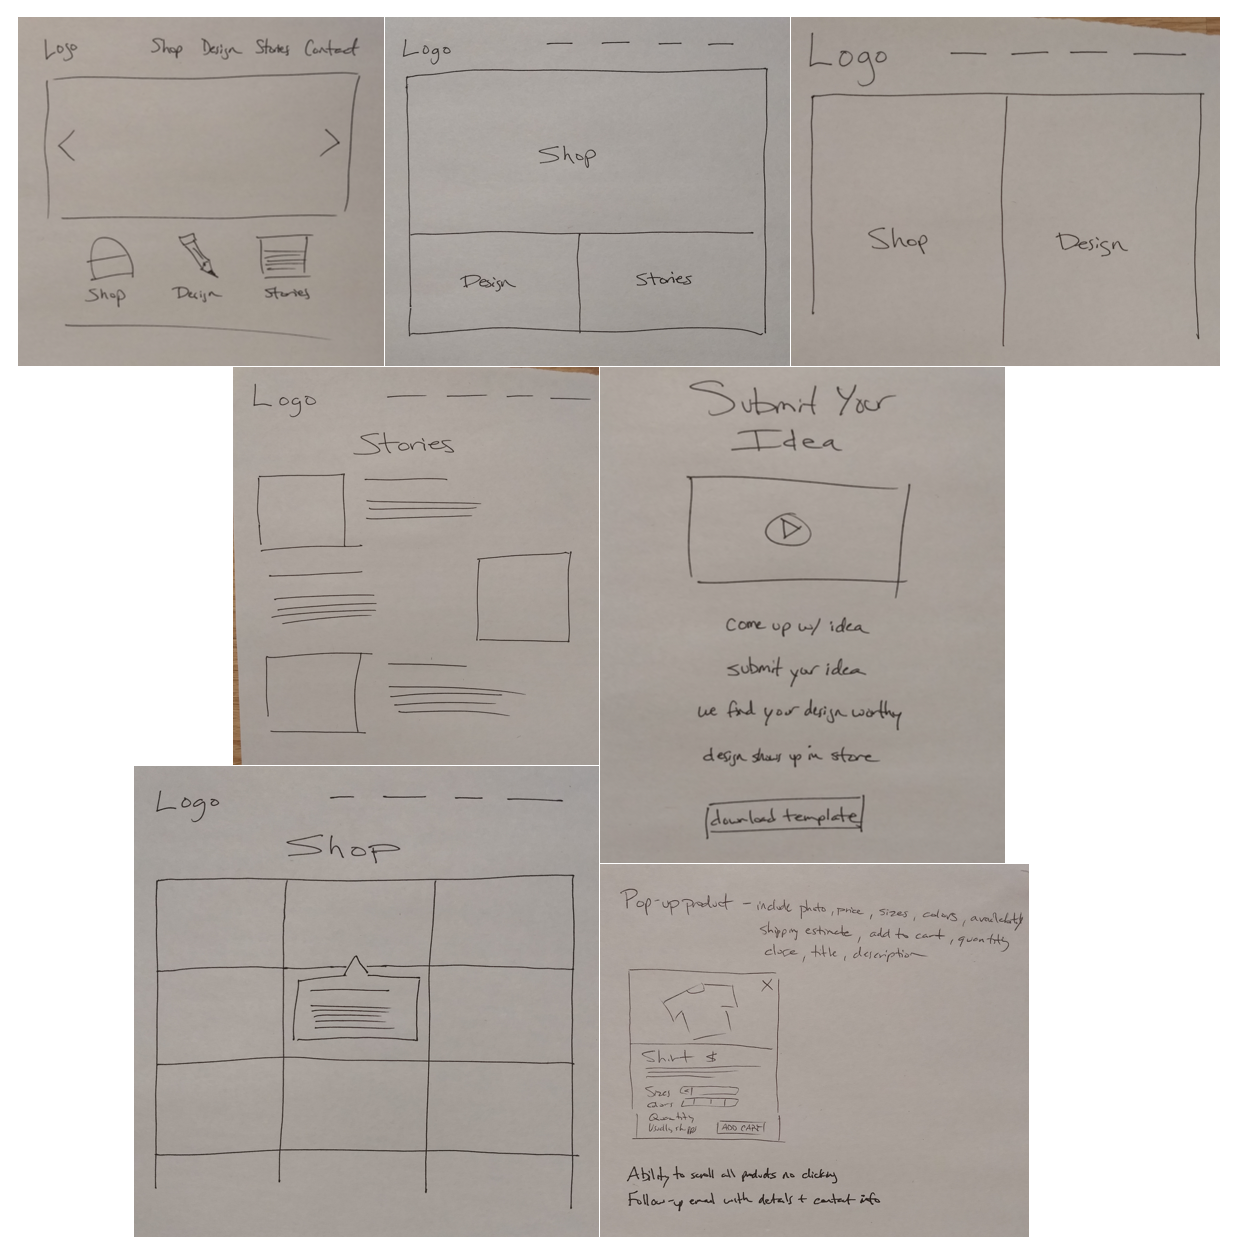 Logo
Shop Design Stories Contact
Shop Design Stories
Logo
Shop
Design Stories
Logo
Shop Design
Logo
Stories
Submit Your
Idea
come up w/ idea
submit your idea
we find your design worthy
design shows up in store
download template
Logo
Shop
Pop-up product - include photo, price, sizes, colors, availability
shipping estimate, add to cart, quantity
close, title, description
X
Shirt $
Sizes
Colors
Quantity
Usually ships
ADD CART
Ability to scroll all products no clicking
Follow-up email with details + contact info